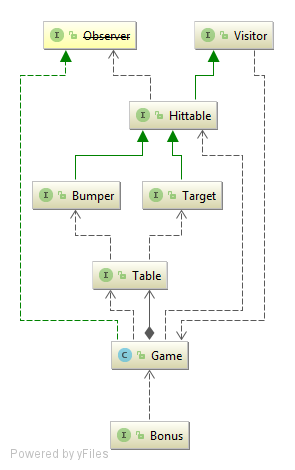 I Observer I Visitor
I Hittable
I Bumper I Target
I Table
C Game
I Bonus
Powered by yFiles